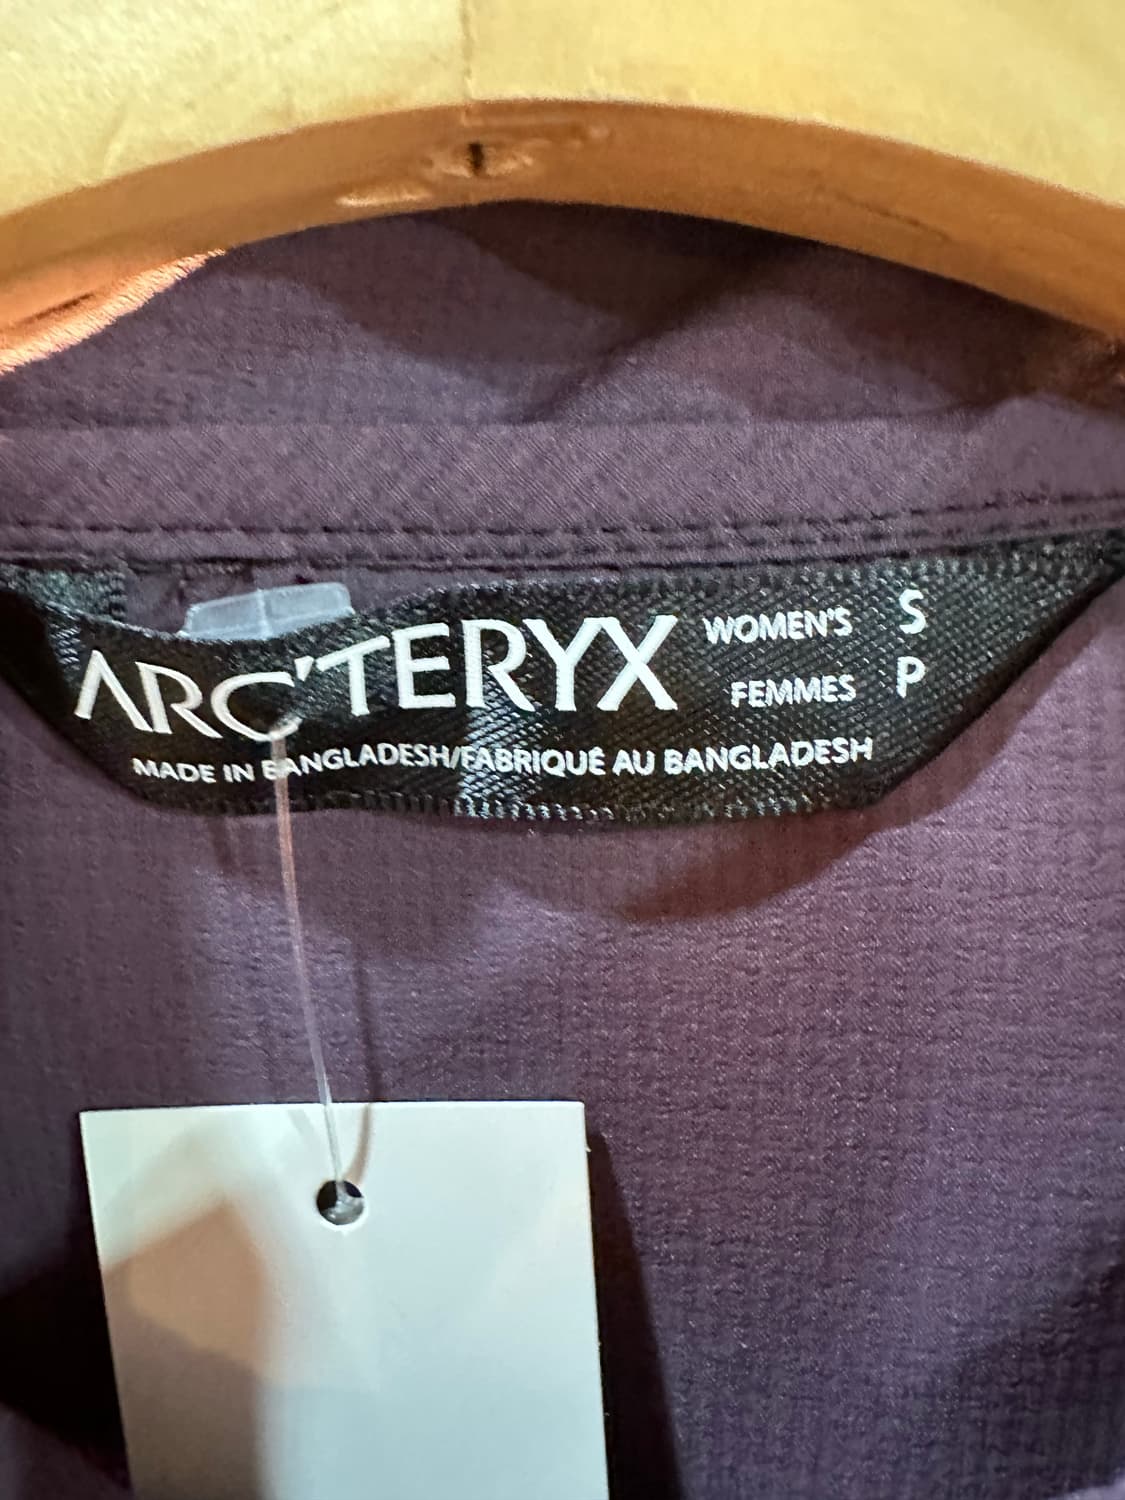 ARC'TERYX WOMEN'S S
FEMMES P
MADE IN BANGLADESH/FABRIQUÉ AU BANGLADESH